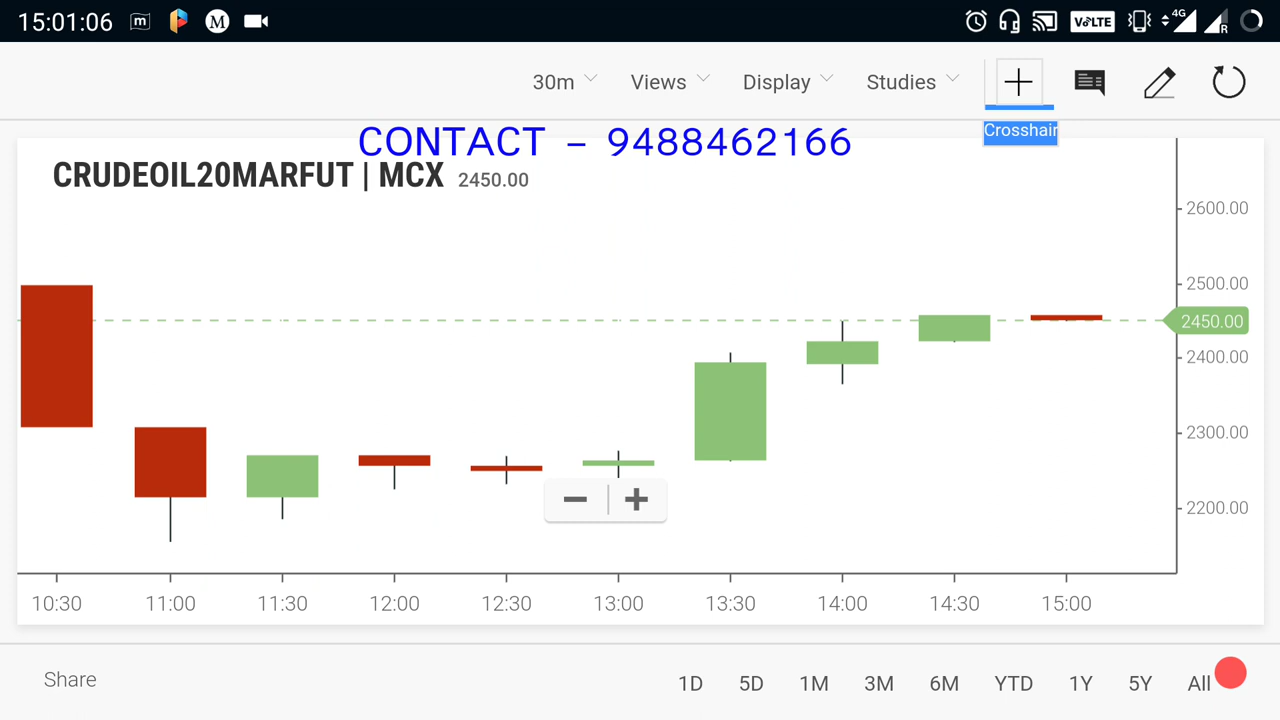 15:01:06 m M VoLTE 4G R
30m Views Display Studies
Crosshair
CONTACT - 9488462166
CRUDEOIL20MARFUT | MCX 2450.00
2600.00
2500.00
2450.00
2400.00
2300.00
2200.00
10:30 11:00 11:30 12:00 12:30 13:00 13:30 14:00 14:30 15:00
Share 1D 5D 1M 3M 6M YTD 1Y 5Y All